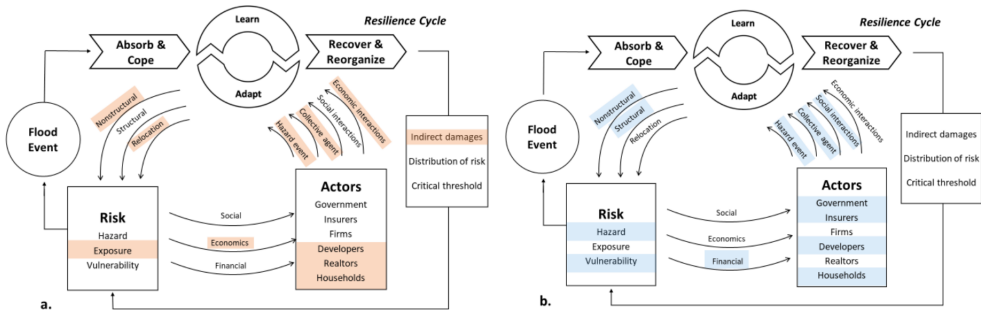 Resilience Cycle
Learn
Absorb &
Cope
Recover &
Reorganize
Adapt
Flood
Event
Nonstructural
Structural
Relocation
Hazard event
Collective agent
Social interactions
Economic interactions
Indirect damages
Distribution of risk
Critical threshold
Risk
Hazard
Exposure
Vulnerability
Social
Economics
Financial
Actors
Government
Insurers
Firms
Developers
Realtors
Households
a.
Resilience Cycle
Learn
Absorb &
Cope
Recover &
Reorganize
Adapt
Flood
Event
Nonstructural
Structural
Relocation
Hazard event
Collective agent
Social interactions
Economic interactions
Indirect damages
Distribution of risk
Critical threshold
Risk
Hazard
Exposure
Vulnerability
Social
Economics
Financial
Actors
Government
Insurers
Firms
Developers
Realtors
Households
b.